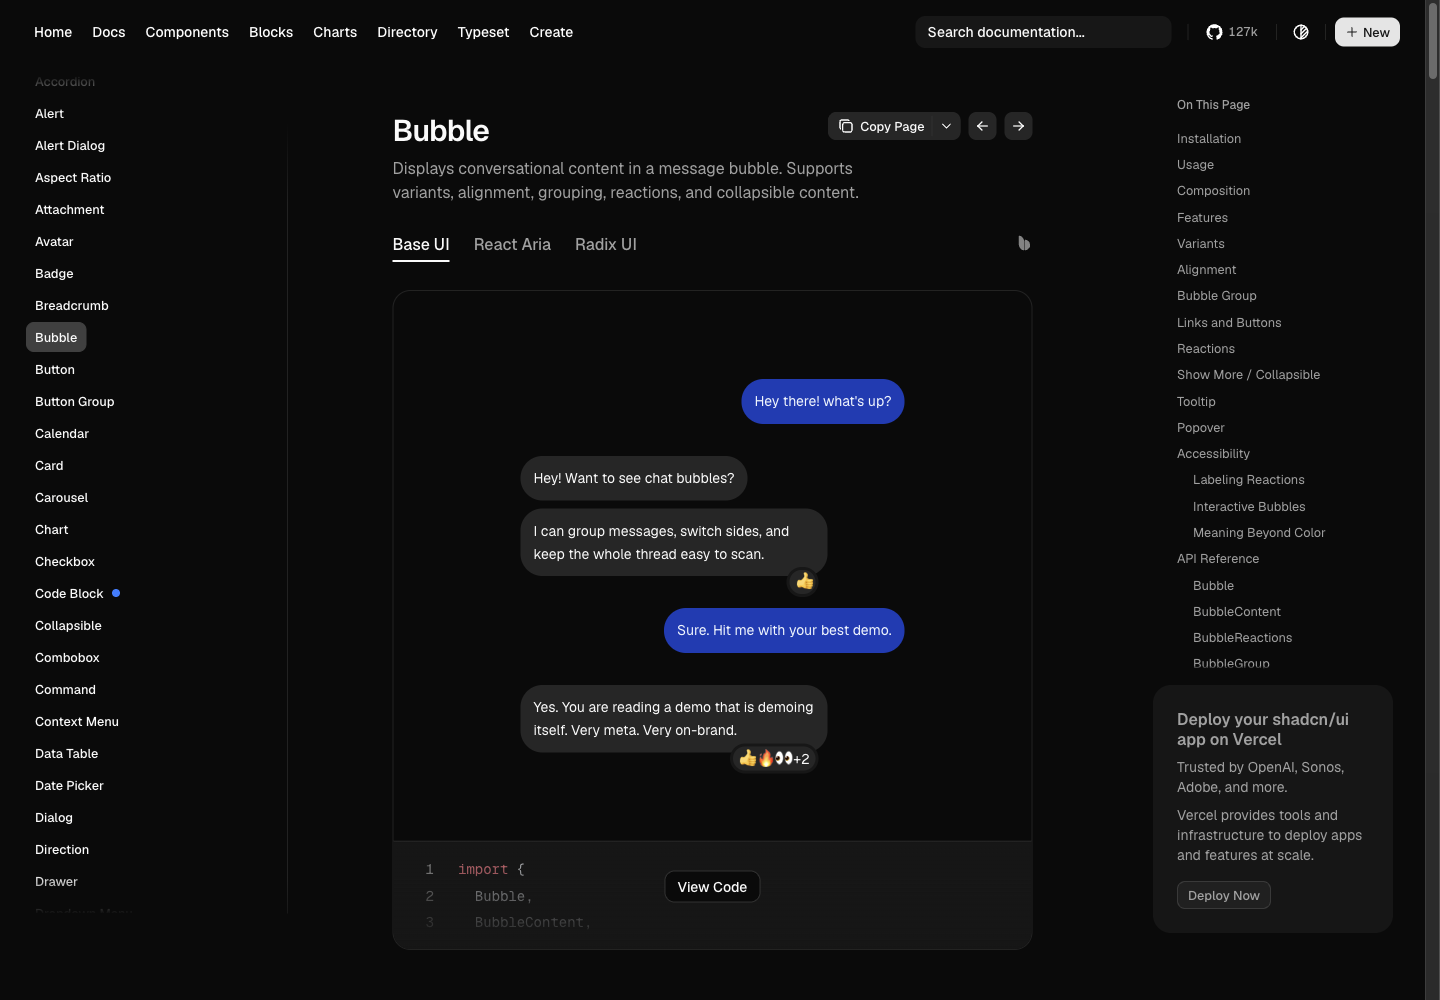 Home Docs Components Blocks Charts Directory Typeset Create
Search documentation...
127k
New
Accordion
Alert
Alert Dialog
Aspect Ratio
Attachment
Avatar
Badge
Breadcrumb
Bubble
Button
Button Group
Calendar
Card
Carousel
Chart
Checkbox
Code Block
Collapsible
Combobox
Command
Context Menu
Data Table
Date Picker
Dialog
Direction
Drawer
Dropdown Menu
Bubble
Copy Page
Displays conversational content in a message bubble. Supports
variants, alignment, grouping, reactions, and collapsible content.
Base UI React Aria Radix UI
Hey there! what's up?
Hey! Want to see chat bubbles?
I can group messages, switch sides, and
keep the whole thread easy to scan.
👍
Sure. Hit me with your best demo.
Yes. You are reading a demo that is demoing
itself. Very meta. Very on-brand.
👍🔥👀+2
1 import {
2 Bubble,
3 BubbleContent,
View Code
On This Page
Installation
Usage
Composition
Features
Variants
Alignment
Bubble Group
Links and Buttons
Reactions
Show More / Collapsible
Tooltip
Popover
Accessibility
Labeling Reactions
Interactive Bubbles
Meaning Beyond Color
API Reference
Bubble
BubbleContent
BubbleReactions
BubbleGroup
Deploy your shadcn/ui
app on Vercel
Trusted by OpenAI, Sonos,
Adobe, and more.
Vercel provides tools and
infrastructure to deploy apps
and features at scale.
Deploy Now